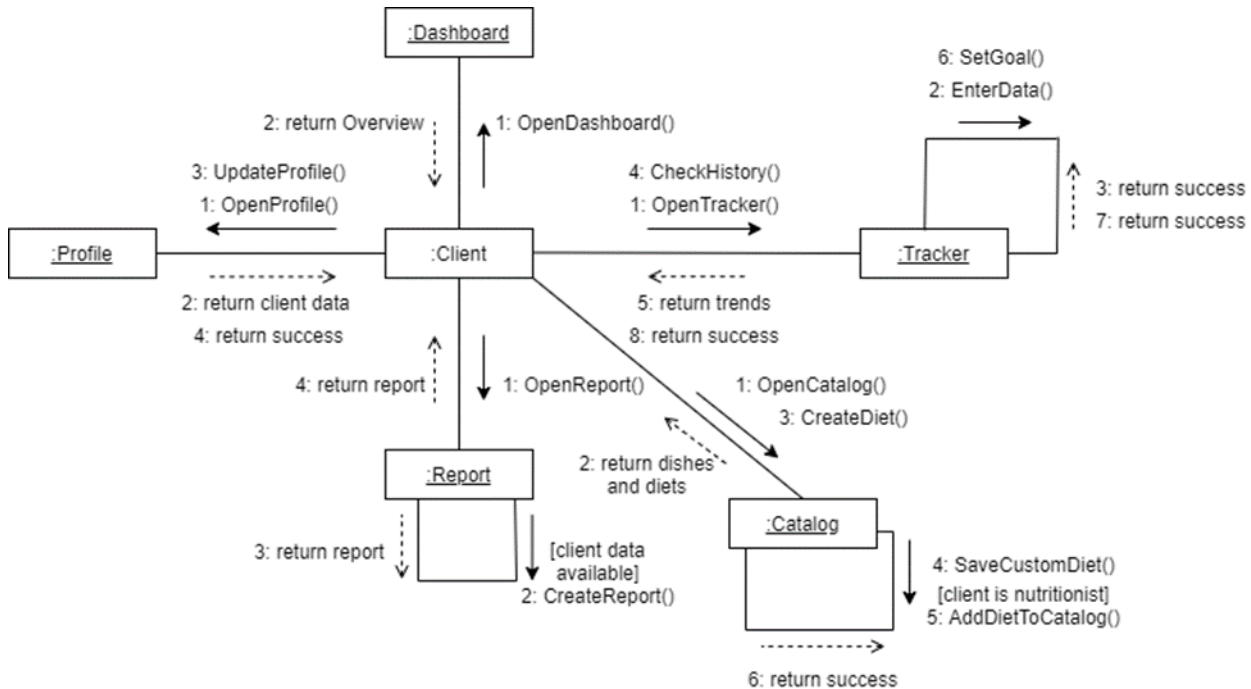 :Dashboard
6: SetGoal()
2: EnterData()
2: return Overview
1: OpenDashboard()
3: UpdateProfile()
1: OpenProfile()
4: CheckHistory()
1: OpenTracker()
3: return success
7: return success
:Profile
:Client
:Tracker
2: return client data
4: return success
5: return trends
8: return success
4: return report
1: OpenReport()
1: OpenCatalog()
3: CreateDiet()
2: return dishes
and diets
:Report
:Catalog
3: return report
[client data
available]
2: CreateReport()
4: SaveCustomDiet()
[client is nutritionist]
5: AddDietToCatalog()
6: return success